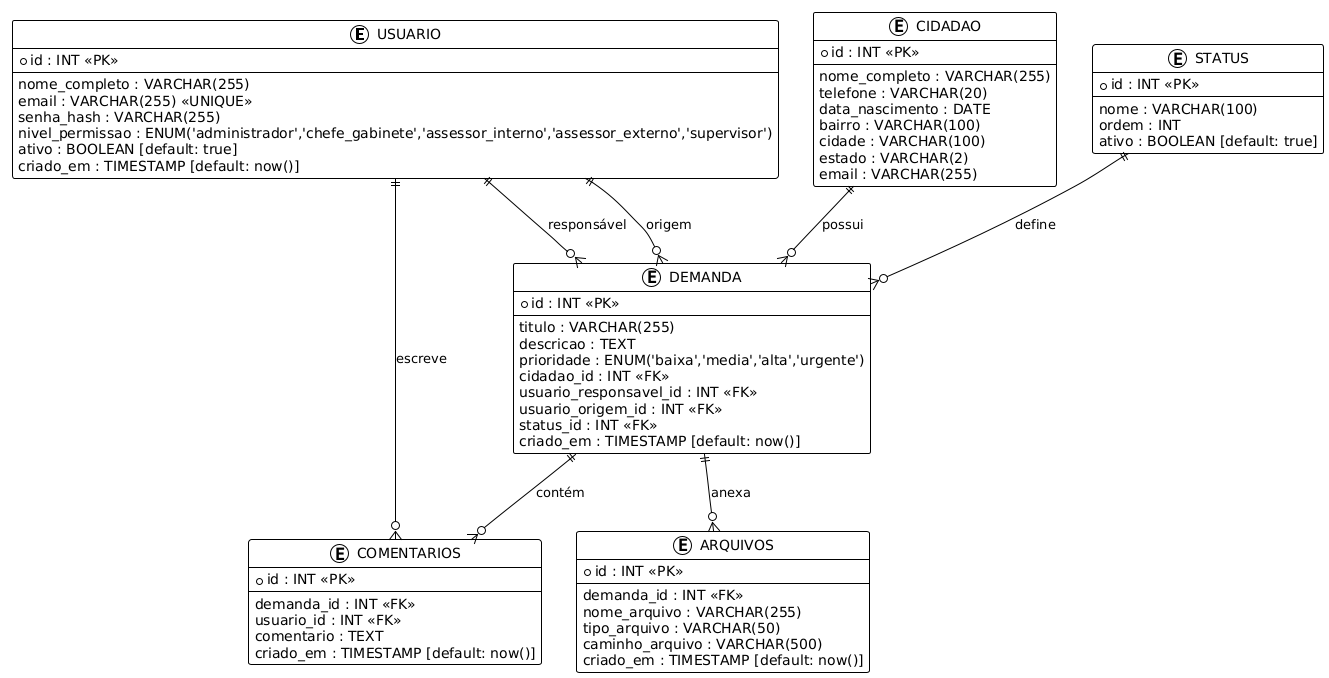 E USUARIO
id : INT «PK»
nome_completo : VARCHAR(255)
email : VARCHAR(255) «UNIQUE»
senha_hash : VARCHAR(255)
nivel_permissao : ENUM('administrador','chefe_gabinete','assessor_interno','assessor_externo','supervisor')
ativo : BOOLEAN [default: true]
criado_em : TIMESTAMP [default: now()]
E CIDADAO
id : INT «PK»
nome_completo : VARCHAR(255)
telefone : VARCHAR(20)
data_nascimento : DATE
bairro : VARCHAR(100)
cidade : VARCHAR(100)
estado : VARCHAR(2)
email : VARCHAR(255)
E STATUS
id : INT «PK»
nome : VARCHAR(100)
ordem : INT
ativo : BOOLEAN [default: true]
responsável
origem
possui
define
E DEMANDA
id : INT «PK»
titulo : VARCHAR(255)
descricao : TEXT
prioridade : ENUM('baixa','media','alta','urgente')
cidadao_id : INT «FK»
usuario_responsavel_id : INT «FK»
usuario_origem_id : INT «FK»
status_id : INT «FK»
criado_em : TIMESTAMP [default: now()]
escreve
contém
anexa
E COMENTARIOS
id : INT «PK»
demanda_id : INT «FK»
usuario_id : INT «FK»
comentario : TEXT
criado_em : TIMESTAMP [default: now()]
E ARQUIVOS
id : INT «PK»
demanda_id : INT «FK»
nome_arquivo : VARCHAR(255)
tipo_arquivo : VARCHAR(50)
caminho_arquivo : VARCHAR(500)
criado_em : TIMESTAMP [default: now()]